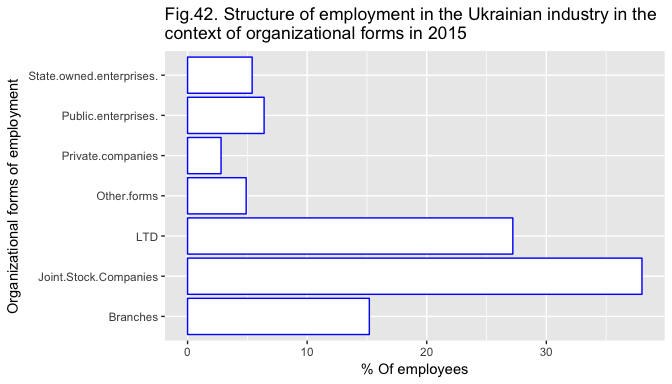 Fig.42. Structure of employment in the Ukrainian industry in the
context of organizational forms in 2015
Organizational forms of employment
State.owned.enterprises.
Public.enterprises.
Private.companies
Other.forms
LTD
Joint.Stock.Companies
Branches
0 10 20 30
% Of employees